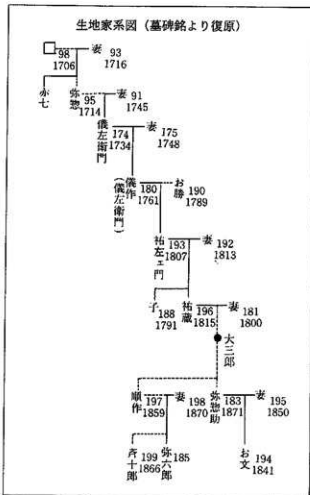 生地家系図（墓碑銘より復原）
98
1706
妻
93
1716
赤七
弥惣
95
1714
妻
91
1745
儀左衛門
174
1734
妻
175
1748
儀作
(儀左衛門)
180
1761
お勝
190
1789
祐左ェ門
193
1807
妻
192
1813
子
188
1791
祐蔵
196
1815
妻
181
1800
大三郎
順作
197
1859
妻
198
1870
弥惣助
183
1871
妻
195
1850
斉十郎
199
1866
弥六郎
185
お文
194
1841